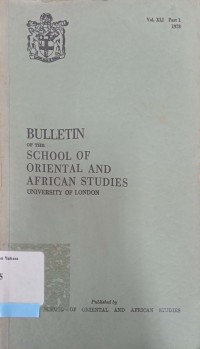 Vol. XLI Part 1
1978
BULLETIN
OF THE
SCHOOL OF
ORIENTAL AND
AFRICAN STUDIES
UNIVERSITY OF LONDON
Published by
OF ORIENTAL AND AFRICAN STUDIES